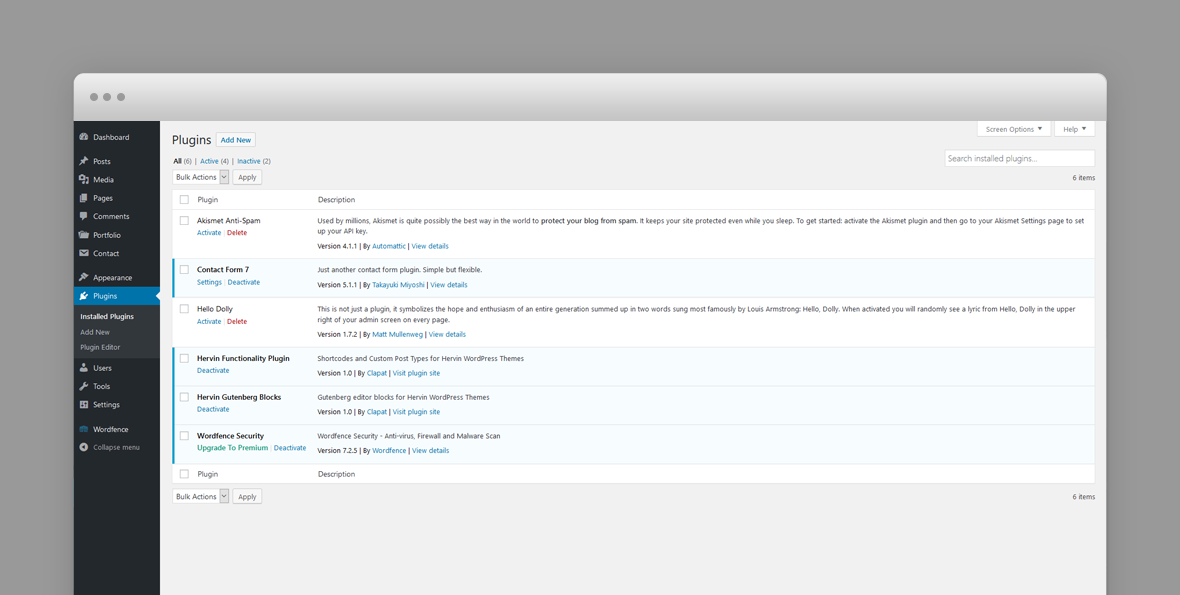 Screen Options
Help
Dashboard
Posts
Media
Pages
Comments
Portfolio
Contact
Appearance
Plugins
Installed Plugins
Add New
Plugin Editor
Users
Tools
Settings
Wordfence
Collapse menu
Plugins Add New
All (6) | Active (4) | Inactive (2)
Search installed plugins...
Bulk Actions Apply
6 items
Plugin Description
Akismet Anti-Spam
Activate | Delete
Used by millions, Akismet is quite possibly the best way in the world to protect your blog from spam. It keeps your site protected even while you sleep. To get started: activate the Akismet plugin and then go to your Akismet Settings page to set
up your API key.
Version 4.1.1 | By Automattic | View details
Contact Form 7
Settings | Deactivate
Just another contact form plugin. Simple but flexible.
Version 5.1.1 | By Takayuki Miyoshi | View details
Hello Dolly
Activate | Delete
This is not just a plugin, it symbolizes the hope and enthusiasm of an entire generation summed up in two words sung most famously by Louis Armstrong: Hello, Dolly. When activated you will randomly see a lyric from Hello, Dolly in the upper
right of your admin screen on every page.
Version 1.7.2 | By Matt Mullenweg | View details
Hervin Functionality Plugin
Deactivate
Shortcodes and Custom Post Types for Hervin WordPress Themes
Version 1.0 | By Clapat | Visit plugin site
Hervin Gutenberg Blocks
Deactivate
Gutenberg editor blocks for Hervin WordPress Themes
Version 1.0 | By Clapat | Visit plugin site
Wordfence Security
Upgrade To Premium | Deactivate
Wordfence Security - Anti-virus, Firewall and Malware Scan
Version 7.2.5 | By Wordfence | View details
Plugin Description
Bulk Actions Apply
6 items